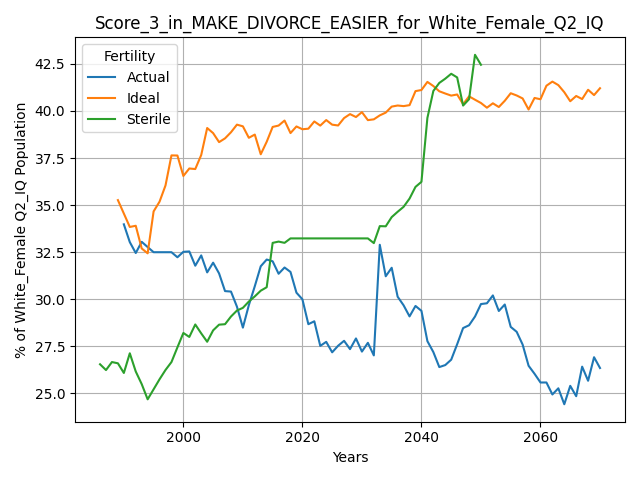 Score_3_in_MAKE_DIVORCE_EASIER_for_White_Female_Q2_IQ
Fertility
Actual
Ideal
Sterile
% of White_Female Q2_IQ Population
42.5
40.0
37.5
35.0
32.5
30.0
27.5
25.0
2000
2020
2040
2060
Years